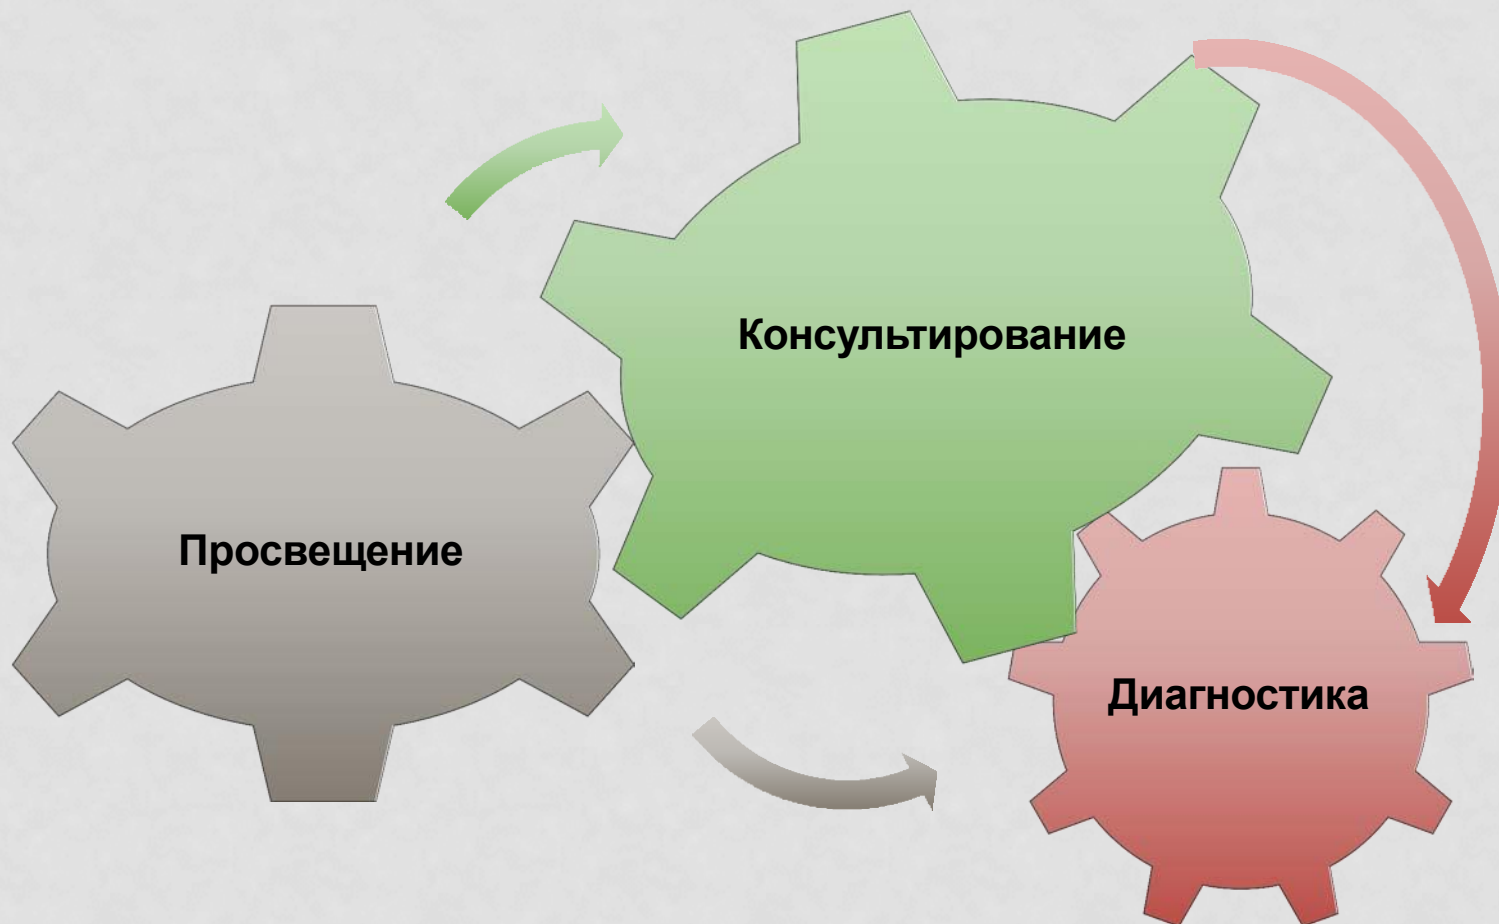 Консультирование
Просвещение
Диагностика